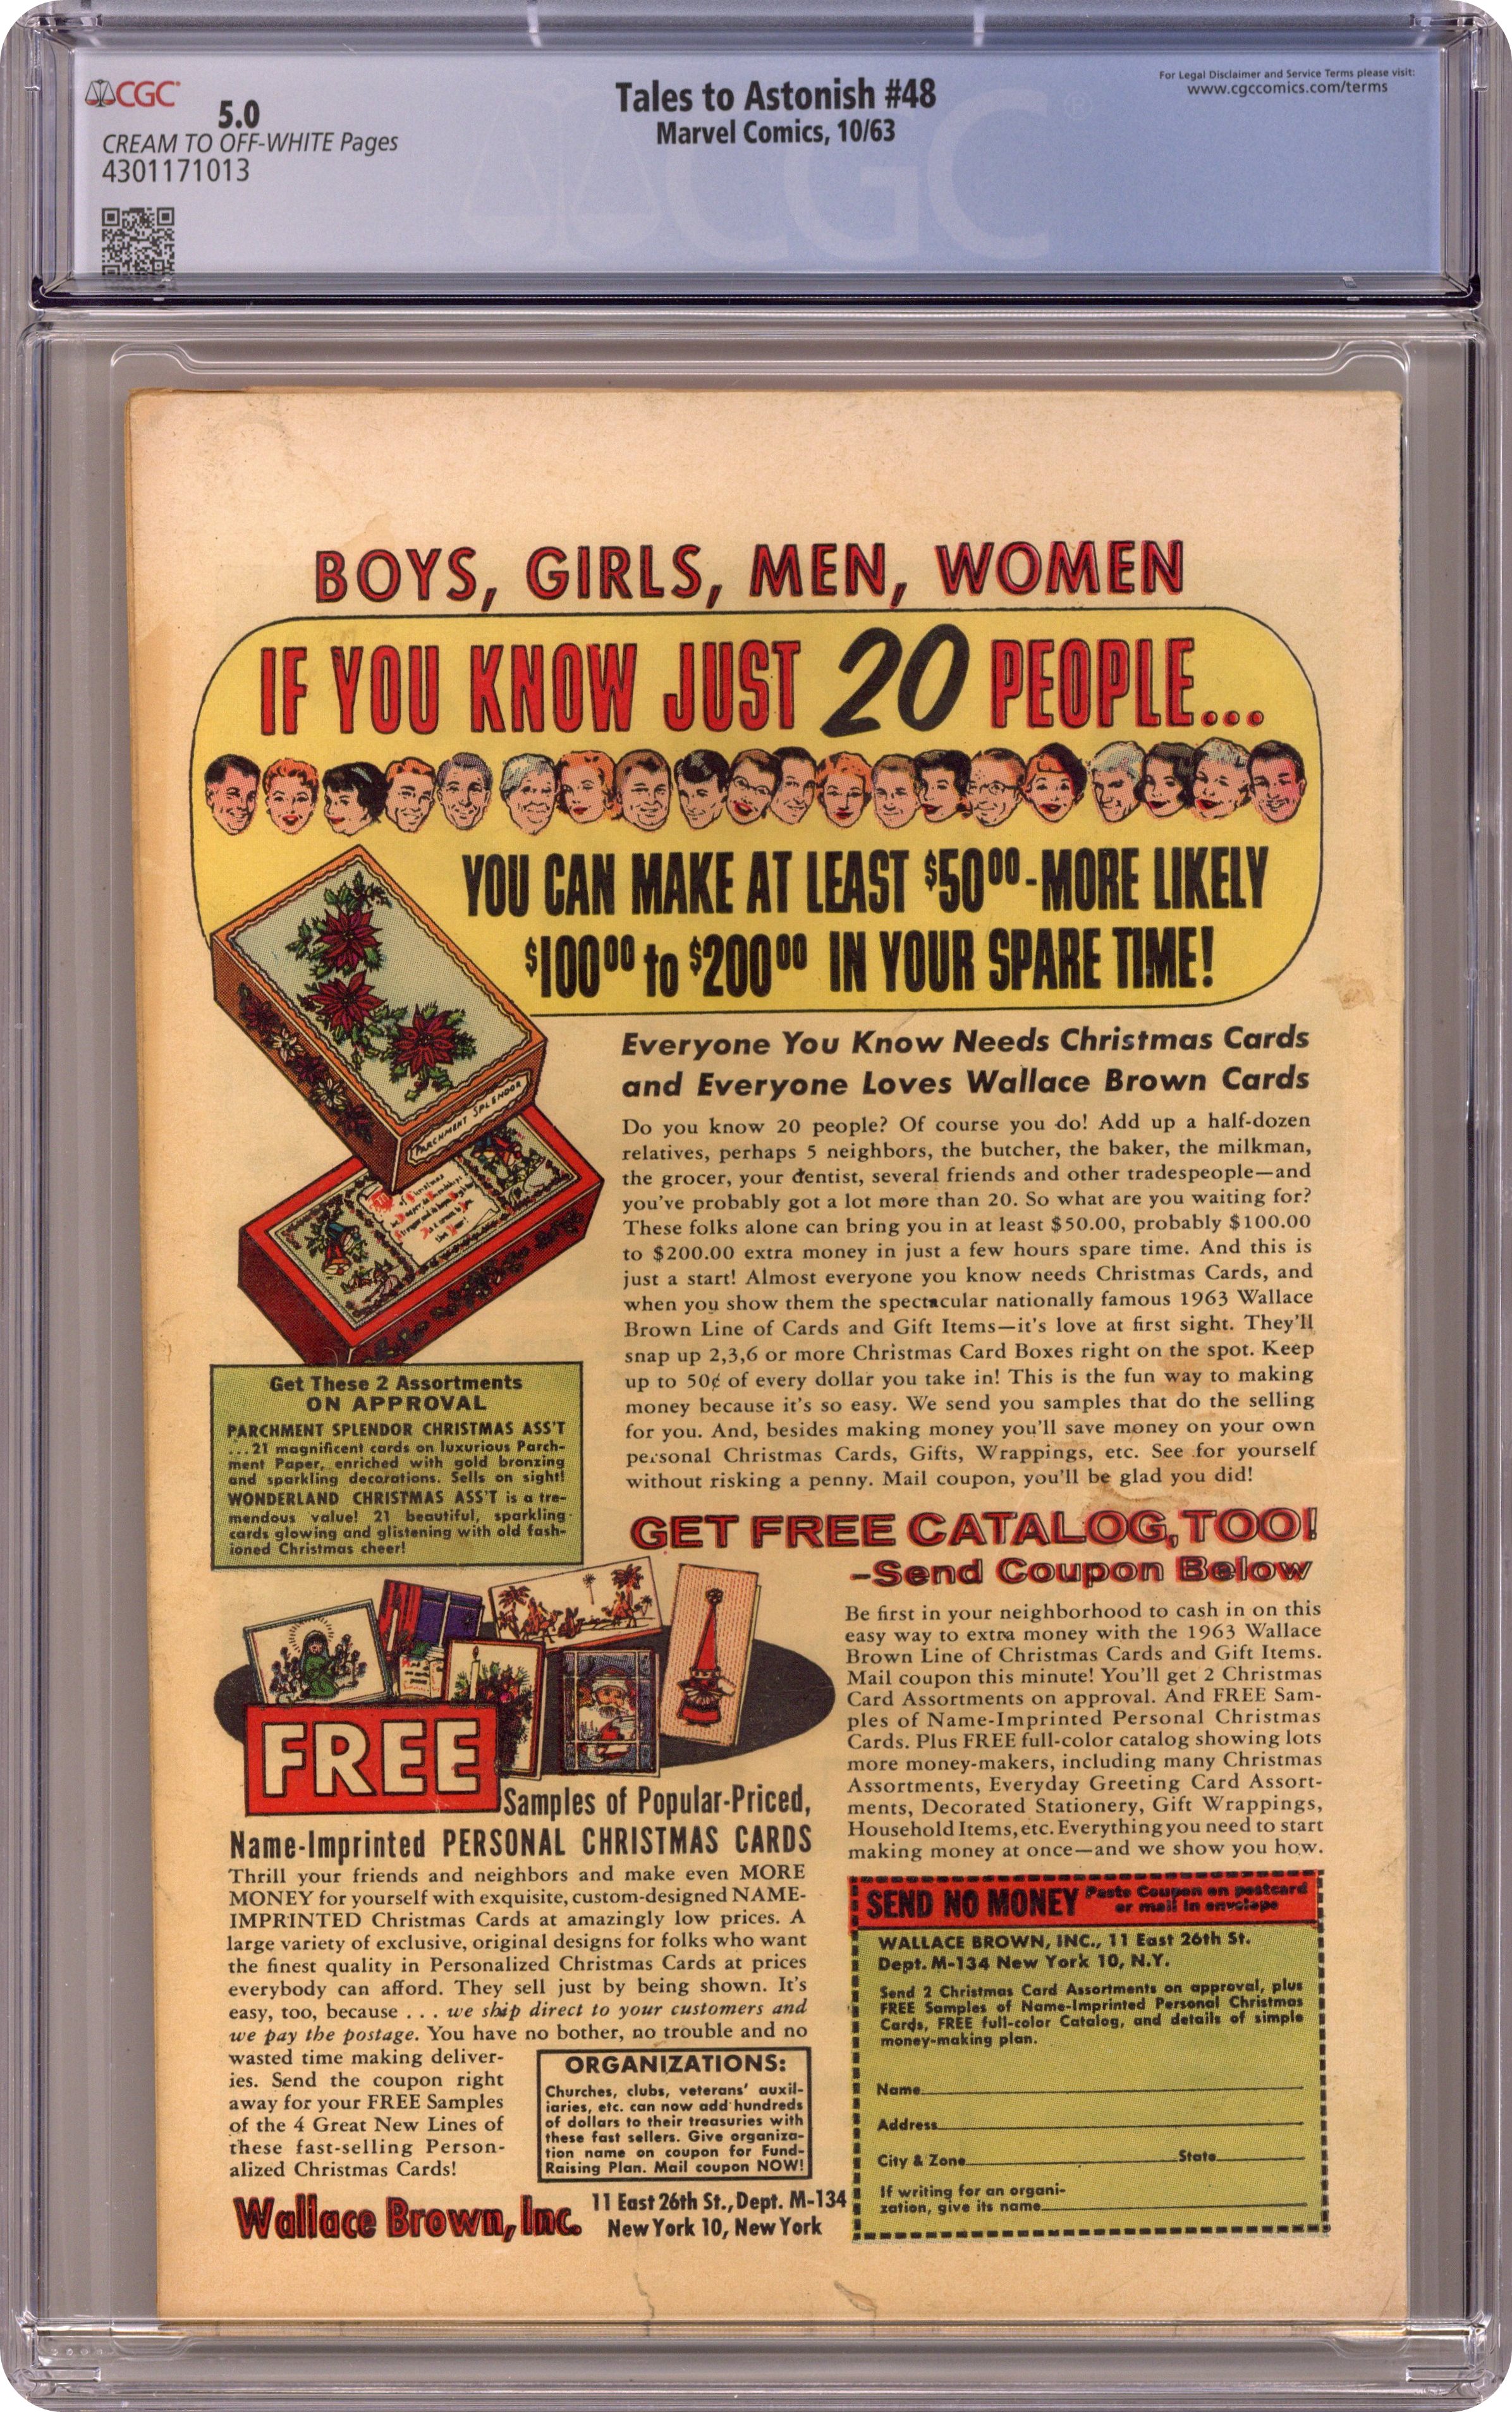 CGC
5.0
CREAM TO OFF-WHITE Pages
4301171013
Tales to Astonish #48
Marvel Comics, 10/63
For Legal Disclaimer and Service Terms please visit:
www.cgccomics.com/terms
CGC
BOYS, GIRLS, MEN, WOMEN
IF YOU KNOW JUST 20 PEOPLE...
YOU CAN MAKE AT LEAST $50.00-MORE LIKELY
$100.00 to $200.00 IN YOUR SPARE TIME!
PARCHMENT SPLENDOR
Everyone You Know Needs Christmas Cards
and Everyone Loves Wallace Brown Cards
Do you know 20 people? Of course you do! Add up a half-dozen
relatives, perhaps 5 neighbors, the butcher, the baker, the milkman,
the grocer, your dentist, several friends and other tradespeople—and
you've probably got a lot more than 20. So what are you waiting for?
These folks alone can bring you in at least $50.00, probably $100.00
to $200.00 extra money in just a few hours spare time. And this is
just a start! Almost everyone you know needs Christmas Cards, and
when you show them the spectacular nationally famous 1963 Wallace
Brown Line of Cards and Gift Items—it's love at first sight. They'll
snap up 2,3,6 or more Christmas Card Boxes right on the spot. Keep
up to 50¢ of every dollar you take in! This is the fun way to making
money because it's so easy. We send you samples that do the selling
for you. And, besides making money you'll save money on your own
personal Christmas Cards, Gifts, Wrappings, etc. See for yourself
without risking a penny. Mail coupon, you'll be glad you did!
Get These 2 Assortments
ON APPROVAL
PARCHMENT SPLENDOR CHRISTMAS ASS'T
...21 magnificent cards on luxurious Parch-
ment Paper, enriched with gold bronzing
and sparkling decorations. Sells on sight!
WONDERLAND CHRISTMAS ASS'T is a tre-
mendous value! 21 beautiful, sparkling
cards glowing and glistening with old fash-
ioned Christmas cheer!
GET FREE CATALOG, TOO!
–Send Coupon Below
Be first in your neighborhood to cash in on this
easy way to extra money with the 1963 Wallace
Brown Line of Christmas Cards and Gift Items.
Mail coupon this minute! You'll get 2 Christmas
Card Assortments on approval. And FREE Sam-
ples of Name-Imprinted Personal Christmas
Cards. Plus FREE full-color catalog showing lots
more money-makers, including many Christmas
Assortments, Everyday Greeting Card Assort-
ments, Decorated Stationery, Gift Wrappings,
Household Items, etc. Everything you need to start
making money at once—and we show you how.
FREE
Samples of Popular-Priced,
Name-Imprinted PERSONAL CHRISTMAS CARDS
Thrill your friends and neighbors and make even MORE
MONEY for yourself with exquisite, custom-designed NAME-
IMPRINTED Christmas Cards at amazingly low prices. A
large variety of exclusive, original designs for folks who want
the finest quality in Personalized Christmas Cards at prices
everybody can afford. They sell just by being shown. It's
easy, too, because . . . we ship direct to your customers and
we pay the postage. You have no bother, no trouble and no
wasted time making deliver-
ies. Send the coupon right
away for your FREE Samples
of the 4 Great New Lines of
these fast-selling Person-
alized Christmas Cards!
ORGANIZATIONS:
Churches, clubs, veterans' auxil-
iaries, etc. can now add hundreds
of dollars to their treasuries with
these fast sellers. Give organiza-
tion name on coupon for Fund-
Raising Plan. Mail coupon NOW!
Wallace Brown, Inc.
11 East 26th St., Dept. M-134
New York 10, New York
SEND NO MONEY
Paste Coupon on postcard
or mail in envelope
WALLACE BROWN, INC., 11 East 26th St.
Dept. M-134 New York 10, N.Y.
Send 2 Christmas Card Assortments on approval, plus
FREE Samples of Name-Imprinted Personal Christmas
Cards, FREE full-color Catalog, and details of simple
money-making plan.
Name
Address
City & Zone State
If writing for an organi-
zation, give its name